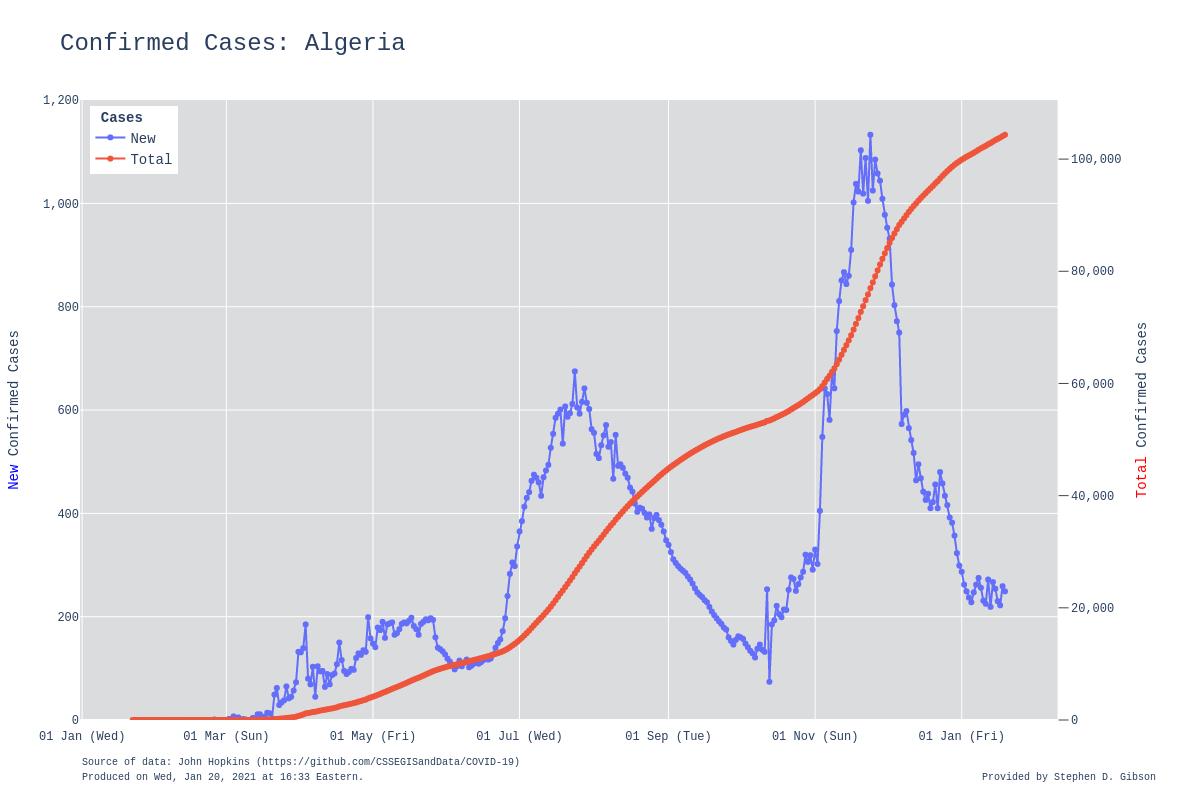 Confirmed Cases: Algeria
Cases
New
Total
1,200
1,000
800
600
400
200
0
100,000
80,000
60,000
40,000
20,000
0
New Confirmed Cases
Total Confirmed Cases
01 Jan (Wed)
01 Mar (Sun)
01 May (Fri)
01 Jul (Wed)
01 Sep (Tue)
01 Nov (Sun)
01 Jan (Fri)
Source of data: John Hopkins (https://github.com/CSSEGISandData/COVID-19)
Produced on Wed, Jan 20, 2021 at 16:33 Eastern.
Provided by Stephen D. Gibson